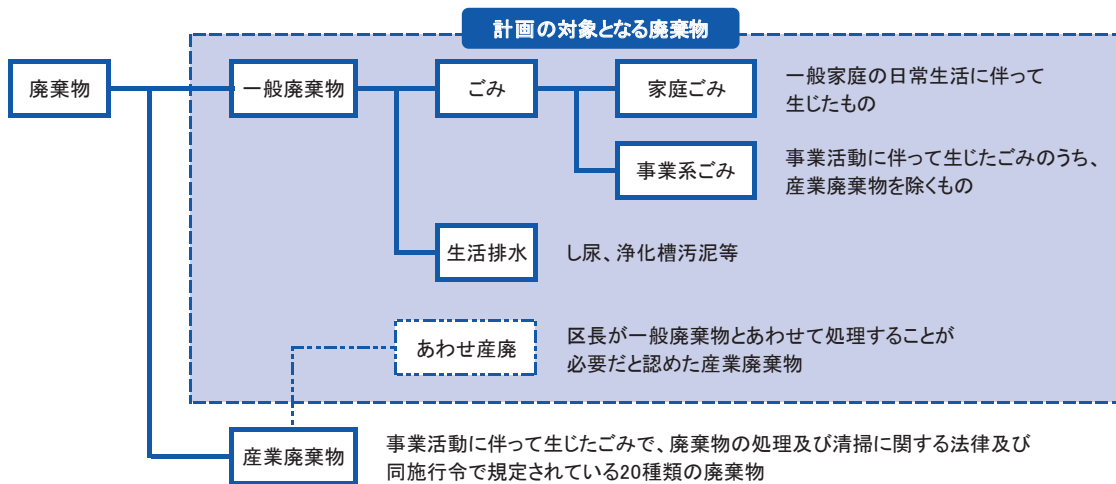 計画の対象となる廃棄物
廃棄物
一般廃棄物
ごみ
家庭ごみ
一般家庭の日常生活に伴って
生じたもの
事業系ごみ
事業活動に伴って生じたごみのうち、
産業廃棄物を除くもの
生活排水
し尿、浄化槽汚泥等
あわせ産廃
区長が一般廃棄物とあわせて処理することが
必要だと認めた産業廃棄物
産業廃棄物
事業活動に伴って生じたごみで、廃棄物の処理及び清掃に関する法律及び
同施行令で規定されている20種類の廃棄物